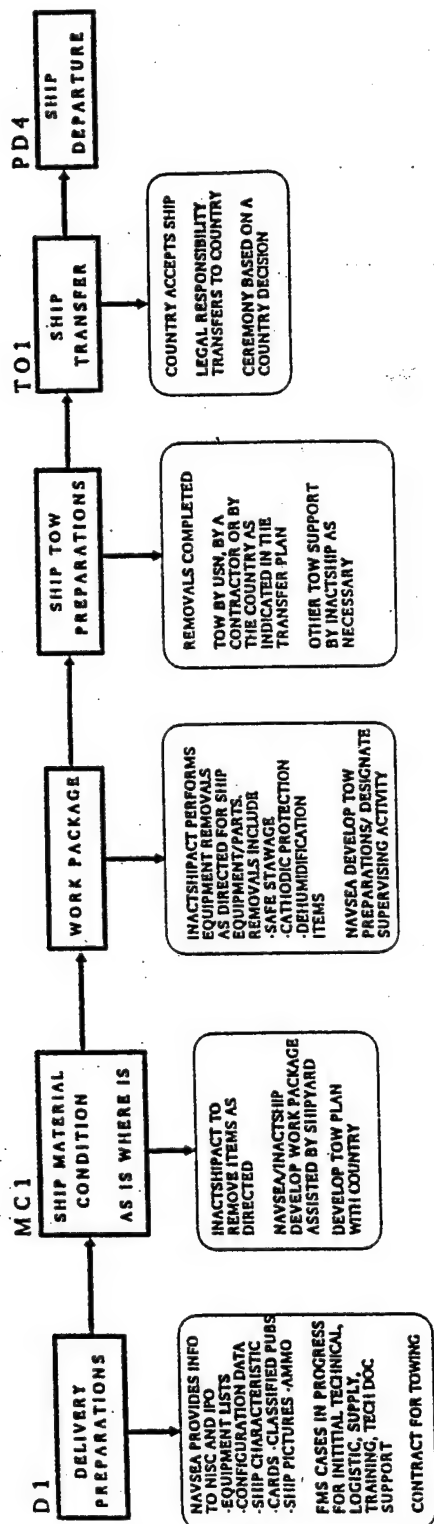 D1
DELIVERY
PREPARATIONS
NAVSEA PROVIDES INFO
TO NISC AND IPO
-EQUIPMENT LISTS
-CONFIGURATION DATA
-SHIP CHARACTERISTIC
-CARDS -CLASSIFIED PUBS
-SHIP PICTURES -AMMO
FMS CASES IN PROGRESS
FOR INITITIAL TECHNICAL,
LOGISTIC, SUPPLY,
TRAINING, TECH DOC
SUPPORT
CONTRACT FOR TOWING
MC1
SHIP MATERIAL
CONDITION
AS IS WHERE IS
INACTSHIPACT TO
REMOVE ITEMS AS
DIRECTED
NAVSEA/INACTSHIP
DEVELOP WORK PACKAGE
ASSISTED BY SHIPYARD
DEVELOP TOW PLAN
WITH COUNTRY
WORK PACKAGE
INACTSHIPACT PERFORMS
EQUIPMENT REMOVALS
AS DIRECTED FOR SHIP
EQUIPMENT/PARTS.
REMOVALS INCLUDE
-SAFE STAWAGE
-CATHODIC PROTECTION
-DEHUMIDIFICATION
ITEMS
NAVSEA DEVELOP TOW
PREPARATIONS/ DESIGNATE
SUPERVISING ACTIVITY
SHIP TOW
PREPARATIONS
REMOVALS COMPLETED
TOW BY USN, BY A
CONTRACTOR OR BY
THE COUNTRY AS
INDICATED IN THE
TRANSFER PLAN
OTHER TOW SUPPORT
BY INACTSHIP AS
NECESSARY
TO1
SHIP
TRANSFER
COUNTRY ACCEPTS SHIP
LEGAL RESPONSIBILITY
TRANSFERS TO COUNTRY
CEREMONY BASED ON A
COUNTRY DECISION
PD4
SHIP
DEPARTURE